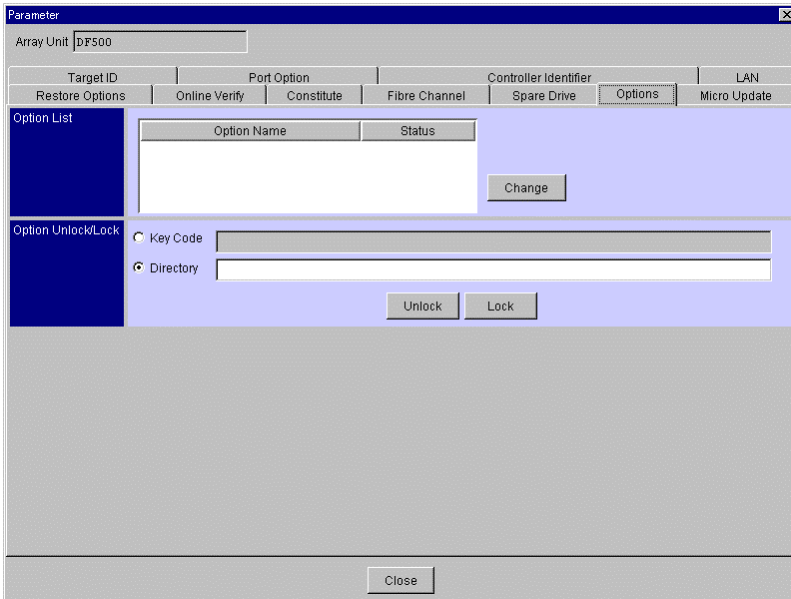 Parameter
Array Unit DF500
Target ID Port Option Controller Identifier LAN
Restore Options Online Verify Constitute Fibre Channel Spare Drive Options Micro Update
Option List
Option Name Status
Change
Option Unlock/Lock
Key Code
Directory
Unlock Lock
Close